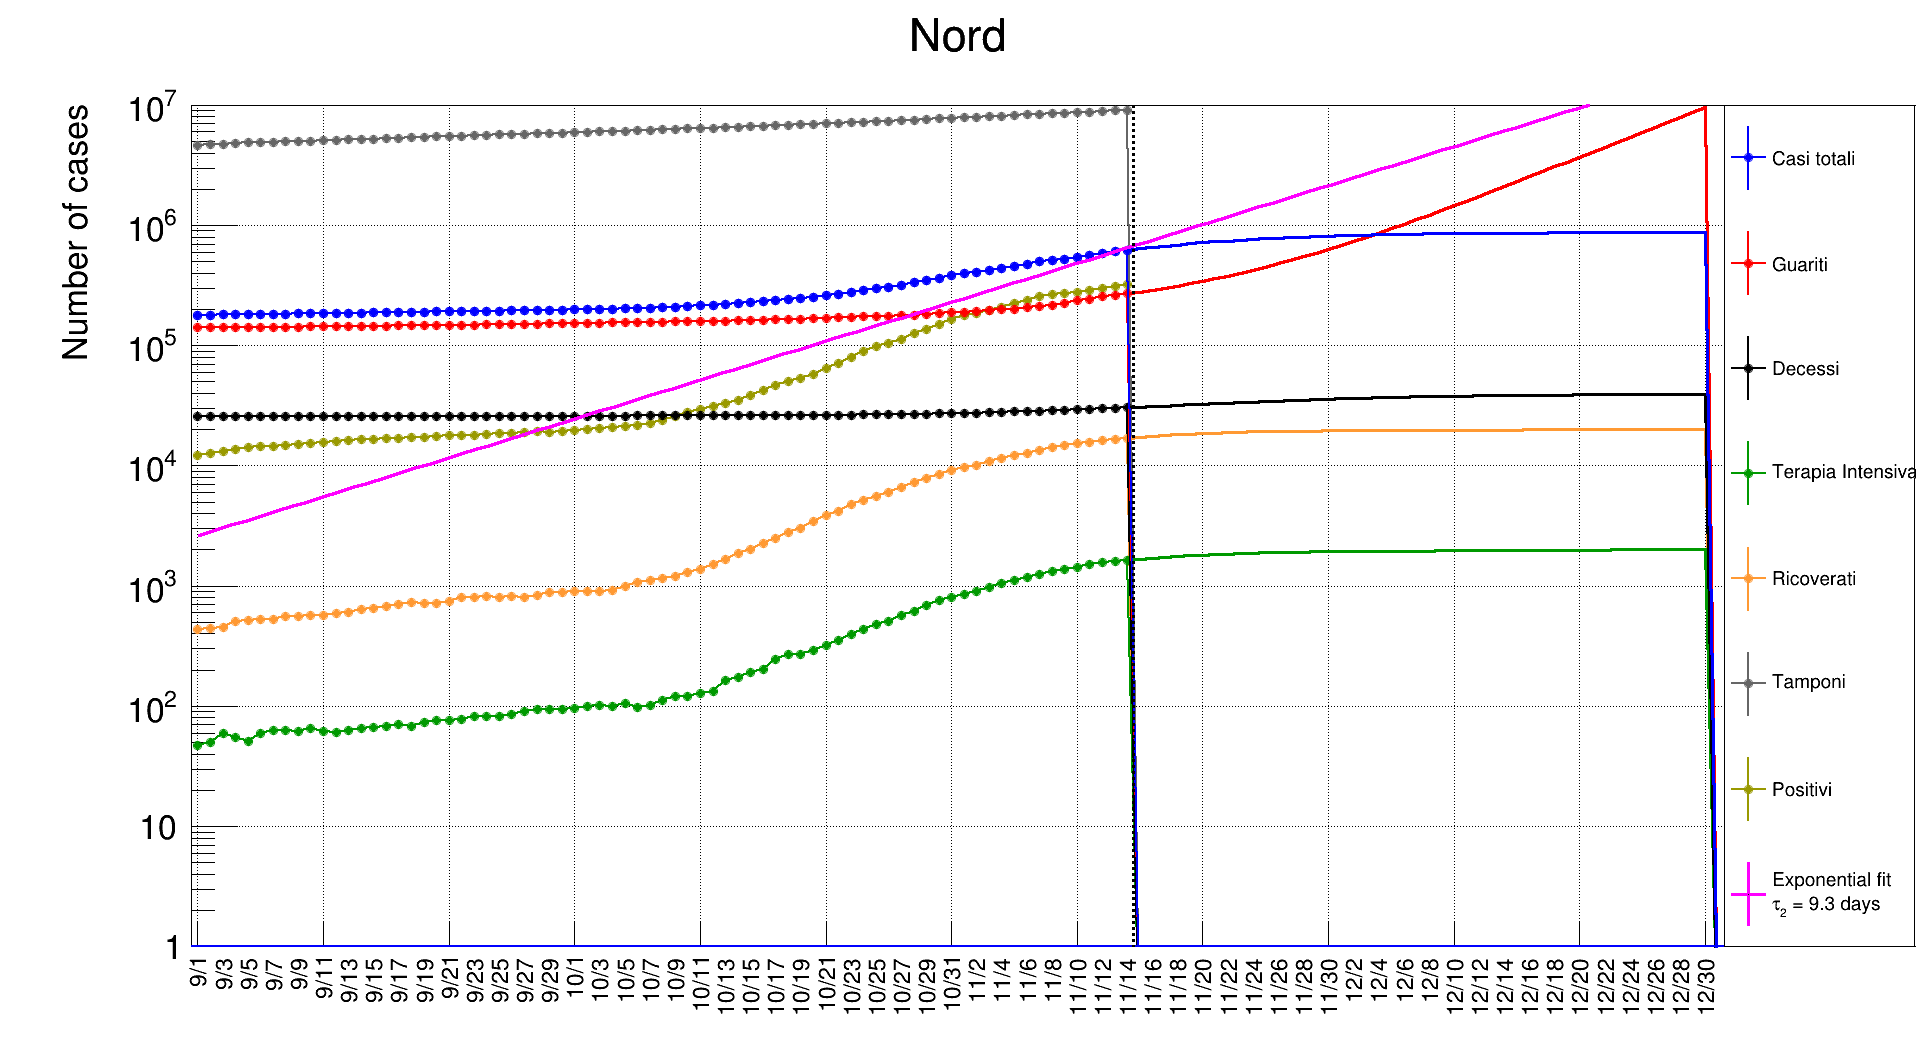 Nord
Number of cases
10^7
10^6
10^5
10^4
10^3
10^2
10
1
9/1 9/3 9/5 9/7 9/9 9/11 9/13 9/15 9/17 9/19 9/21 9/23 9/25 9/27 9/29 10/1 10/3 10/5 10/7 10/9 10/11 10/13 10/15 10/17 10/19 10/21 10/23 10/25 10/27 10/29 10/31 11/2 11/4 11/6 11/8 11/10 11/12 11/14 11/16 11/18 11/20 11/22 11/24 11/26 11/28 11/30 12/2 12/4 12/6 12/8 12/10 12/12 12/14 12/16 12/18 12/20 12/22 12/24 12/26 12/28 12/30
Casi totali
Guariti
Decessi
Terapia Intensiva
Ricoverati
Tamponi
Positivi
Exponential fit
τ_2 = 9.3 days